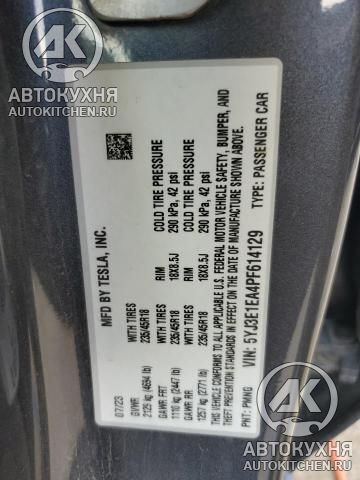 AK
АВТОКУХНЯ
AutoKitchen.ru
MFD BY TESLA, INC.
07/23
GVWR WITH TIRES
2129 kg (4694 lb) 235/45R18
GAWR FRT WITH TIRES RIM COLD TIRE PRESSURE
1110 kg (2447 lb) 235/45R18 18X8.5J 290 kPa, 42 psi
GAWR RR WITH TIRES RIM COLD TIRE PRESSURE
1257 kg (2771 lb) 235/45R18 18X8.5J 290 kPa, 42 psi
THIS VEHICLE CONFORMS TO ALL APPLICABLE U.S. FEDERAL MOTOR VEHICLE SAFETY, BUMPER, AND
THEFT PREVENTION STANDARDS IN EFFECT ON THE DATE OF MANUFACTURE SHOWN ABOVE.
VIN: 5YJ3E1EA4PF614129 TYPE: PASSENGER CAR
PNT: PMNG
AK
АВТОКУХНЯ
AutoKitchen.ru